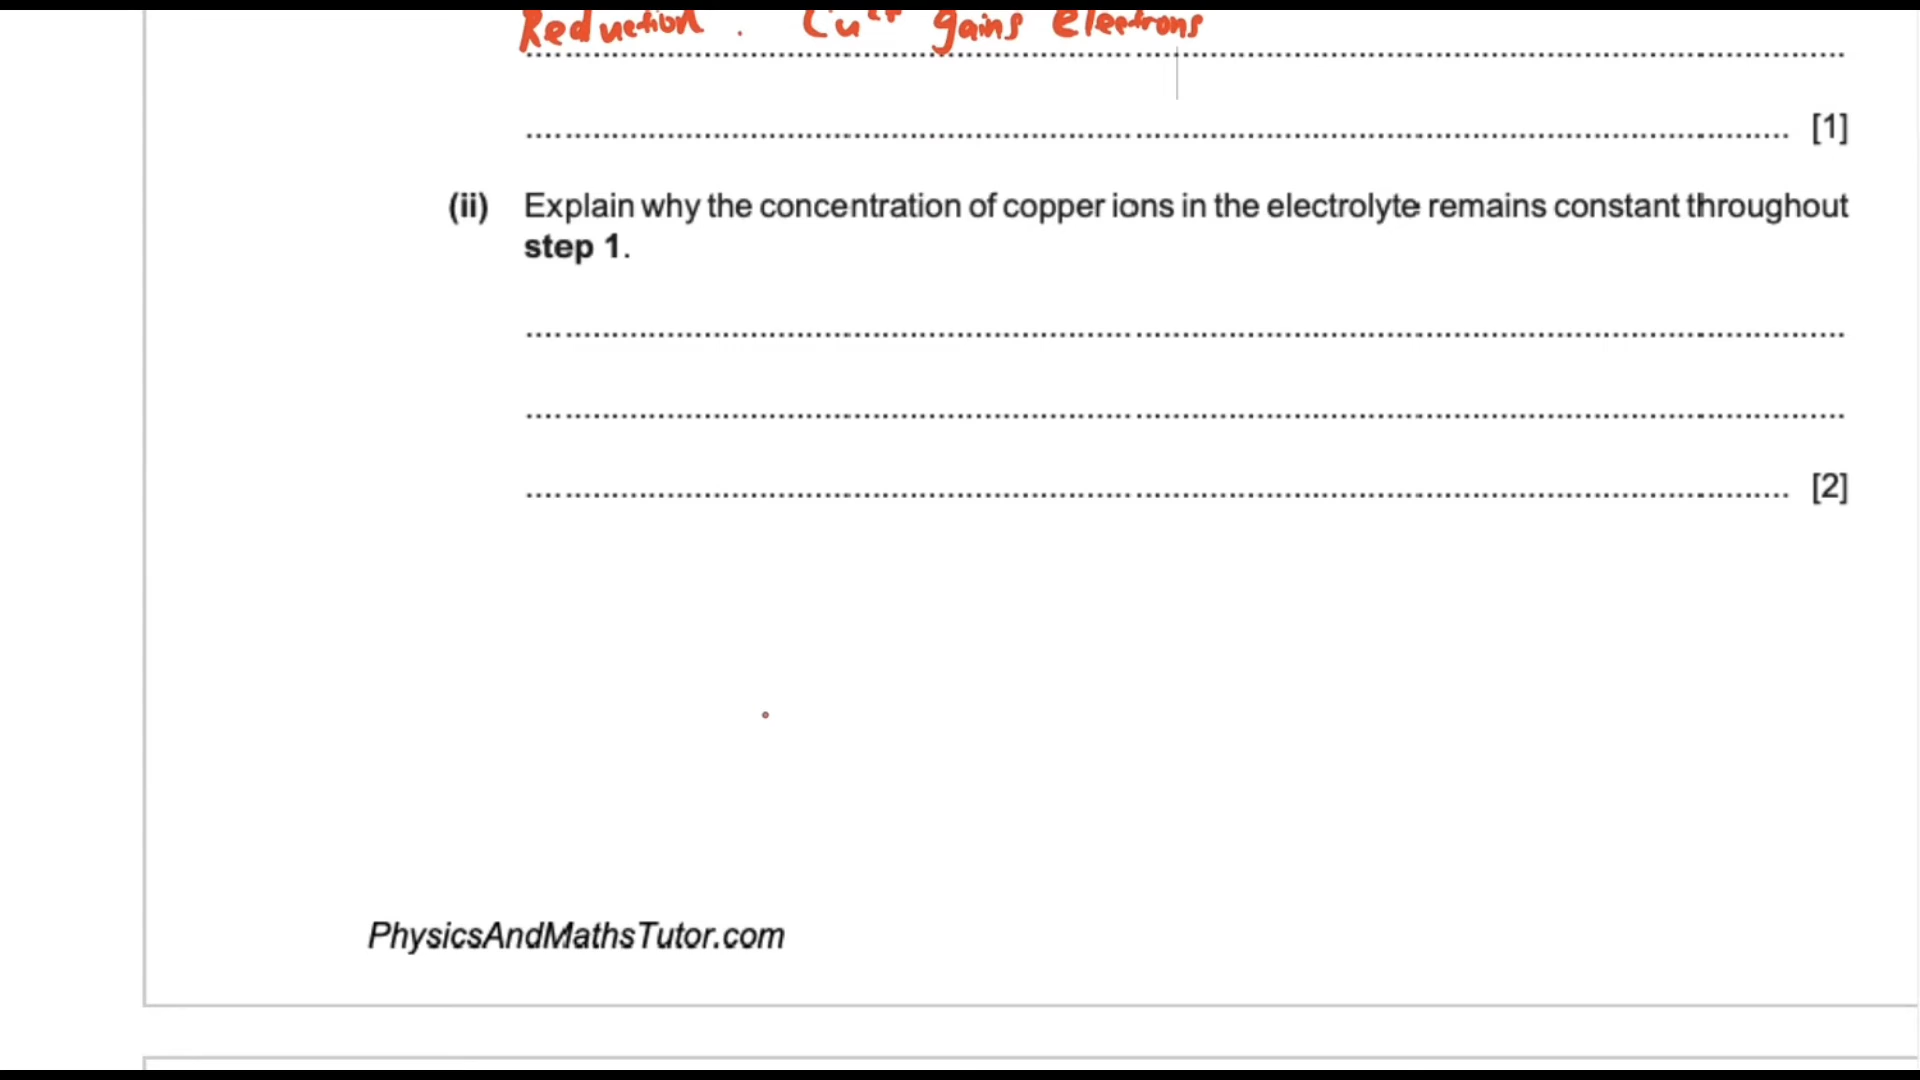 Reduction. Cu²⁺ gains Electrons
[1]
(ii) Explain why the concentration of copper ions in the electrolyte remains constant throughout
step 1.
[2]
PhysicsAndMathsTutor.com